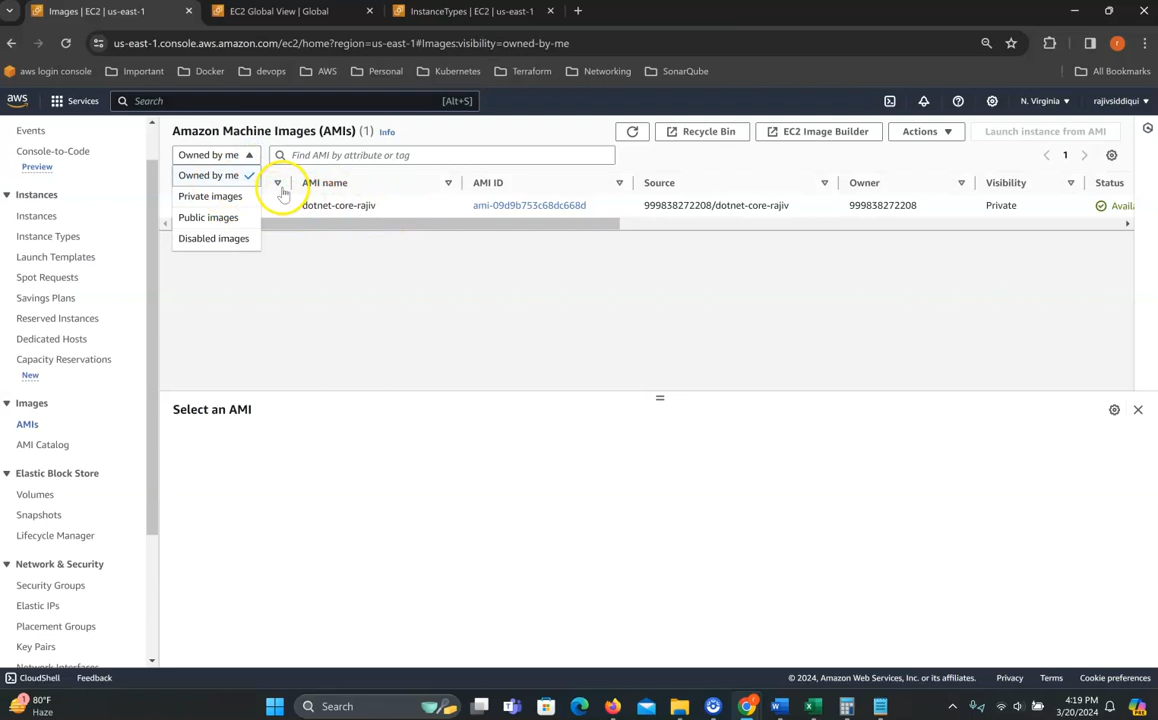 Images | EC2 | us-east-1
EC2 Global View | Global
InstanceTypes | EC2 | us-east-1
us-east-1.console.aws.amazon.com/ec2/home?region=us-east-1#Images:visibility=owned-by-me
aws login console
Important
Docker
devops
AWS
Personal
Kubernetes
Terraform
Networking
SonarQube
All Bookmarks
aws
Services
Search
[Alt+S]
N. Virginia
rajivsiddiqui
Events
Console-to-Code
Preview
Instances
Instances
Instance Types
Launch Templates
Spot Requests
Savings Plans
Reserved Instances
Dedicated Hosts
Capacity Reservations
New
Images
AMIs
AMI Catalog
Elastic Block Store
Volumes
Snapshots
Lifecycle Manager
Network & Security
Security Groups
Elastic IPs
Placement Groups
Key Pairs
Network Interfaces
Amazon Machine Images (AMIs) (1) Info
Recycle Bin
EC2 Image Builder
Actions
Launch instance from AMI
Owned by me
Find AMI by attribute or tag
1
Owned by me
Private images
Public images
Disabled images
AMI name
AMI ID
Source
Owner
Visibility
Status
dotnet-core-rajiv
ami-09d9b753c68dc668d
999838272208/dotnet-core-rajiv
999838272208
Private
Availa
Select an AMI
CloudShell
Feedback
© 2024, Amazon Web Services, Inc. or its affiliates.
Privacy
Terms
Cookie preferences
80°F
Haze
Search
4:19 PM
3/20/2024